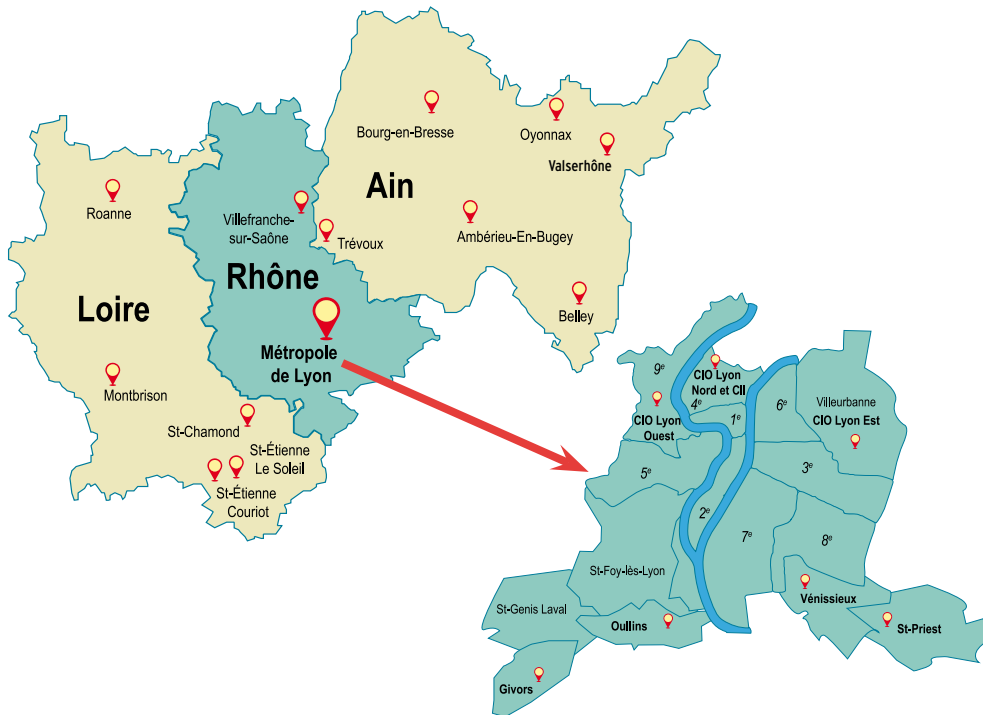 Bourg-en-Bresse
Oyonnax
Valserhône
Ain
Roanne
Villefranche-
sur-Saône
Trévoux
Ambérieu-En-Bugey
Rhône
Loire
Belley
Métropole
de Lyon
Montbrison
St-Chamond
St-Étienne
Le Soleil
St-Étienne
Couriot
9e
CIO Lyon
Nord et CII
4e
1e
6e
Villeurbanne
CIO Lyon Est
CIO Lyon
Ouest
5e
3e
2e
7e
8e
St-Foy-lès-Lyon
St-Genis Laval
Vénissieux
Oullins
St-Priest
Givors